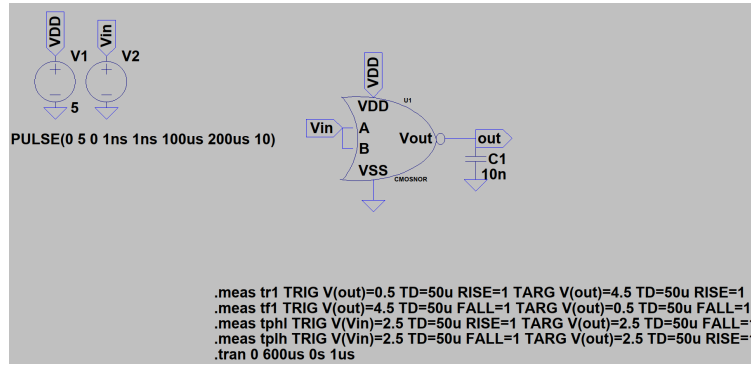 VDD
Vin
V1
V2
5
PULSE(0 5 0 1ns 1ns 100us 200us 10)
VDD
U1
VDD
Vin
A
B
Vout
out
C1
10n
VSS
CMOSNOR
.meas tr1 TRIG V(out)=0.5 TD=50u RISE=1 TARG V(out)=4.5 TD=50u RISE=1
.meas tf1 TRIG V(out)=4.5 TD=50u FALL=1 TARG V(out)=0.5 TD=50u FALL=1
.meas tphl TRIG V(Vin)=2.5 TD=50u RISE=1 TARG V(out)=2.5 TD=50u FALL=
.meas tplh TRIG V(Vin)=2.5 TD=50u FALL=1 TARG V(out)=2.5 TD=50u RISE=
.tran 0 600us 0s 1us